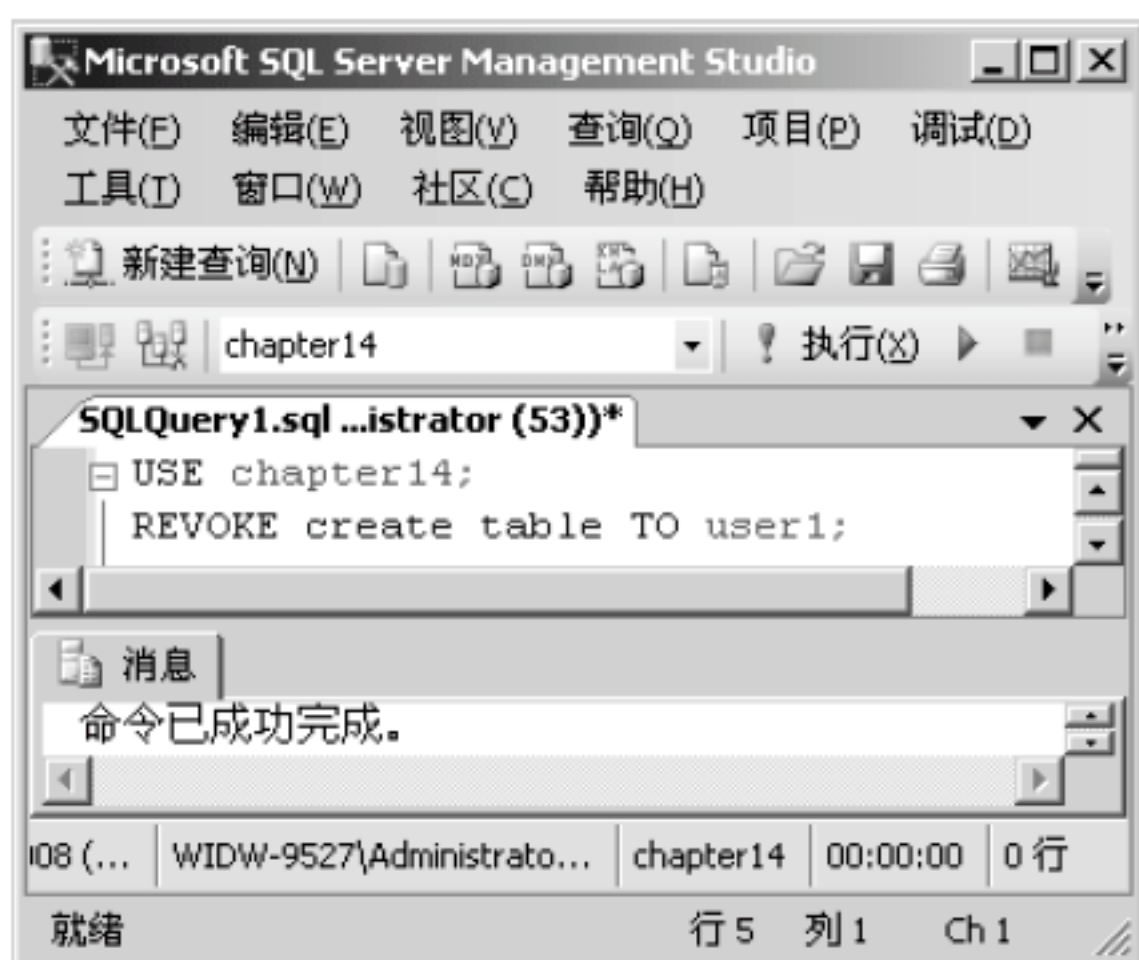 Microsoft SQL Server Management Studio
文件(F) 编辑(E) 视图(V) 查询(Q) 项目(P) 调试(D)
工具(T) 窗口(W) 社区(C) 帮助(H)
新建查询(N)
chapter14 执行(X)
SQLQuery1.sql ...istrator (53))*
USE chapter14;
REVOKE create table TO user1;
消息
命令已成功完成。
08 (... WIDW-9527\Administrato... chapter14 00:00:00 0 行
就绪 行 5 列 1 Ch 1